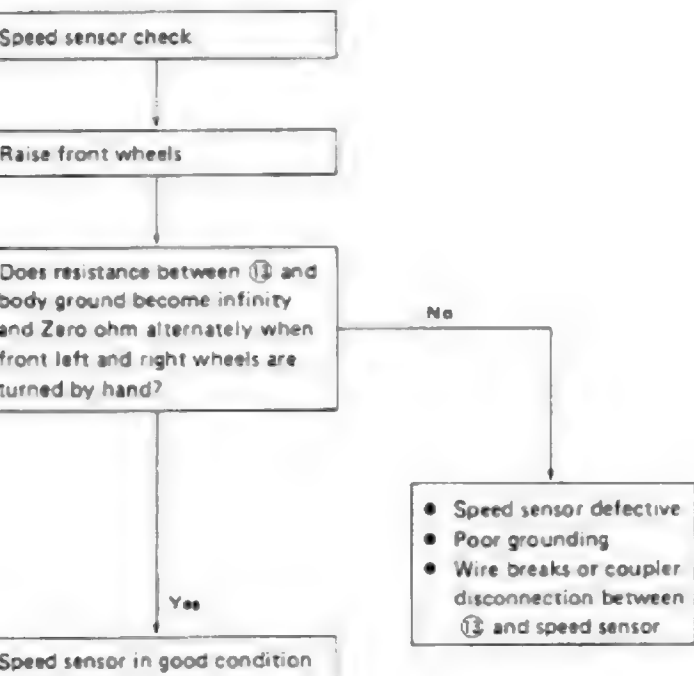 Speed sensor check
Raise front wheels
Does resistance between ⑬ and
body ground become infinity
and Zero ohm alternately when
front left and right wheels are
turned by hand?
No
● Speed sensor defective
● Poor grounding
● Wire breaks or coupler
disconnection between
⑬ and speed sensor
Yes
Speed sensor in good condition